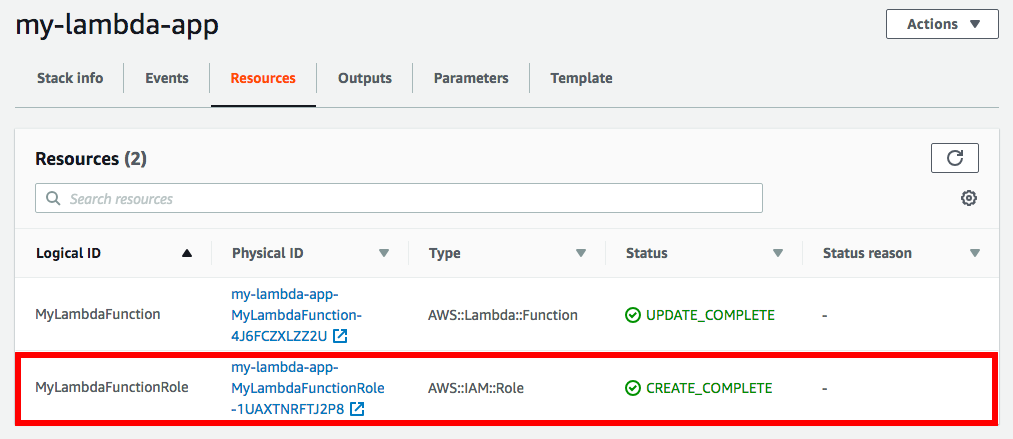 my-lambda-app
Actions
Stack info Events Resources Outputs Parameters Template
Resources (2)
Search resources
Logical ID Physical ID Type Status Status reason
MyLambdaFunction
my-lambda-app-
MyLambdaFunction-
4J6FCZXLZZ2U
AWS::Lambda::Function
UPDATE_COMPLETE
-
MyLambdaFunctionRole
my-lambda-app-
MyLambdaFunctionRole
-1UAXTNRFTJ2P8
AWS::IAM::Role
CREATE_COMPLETE
-